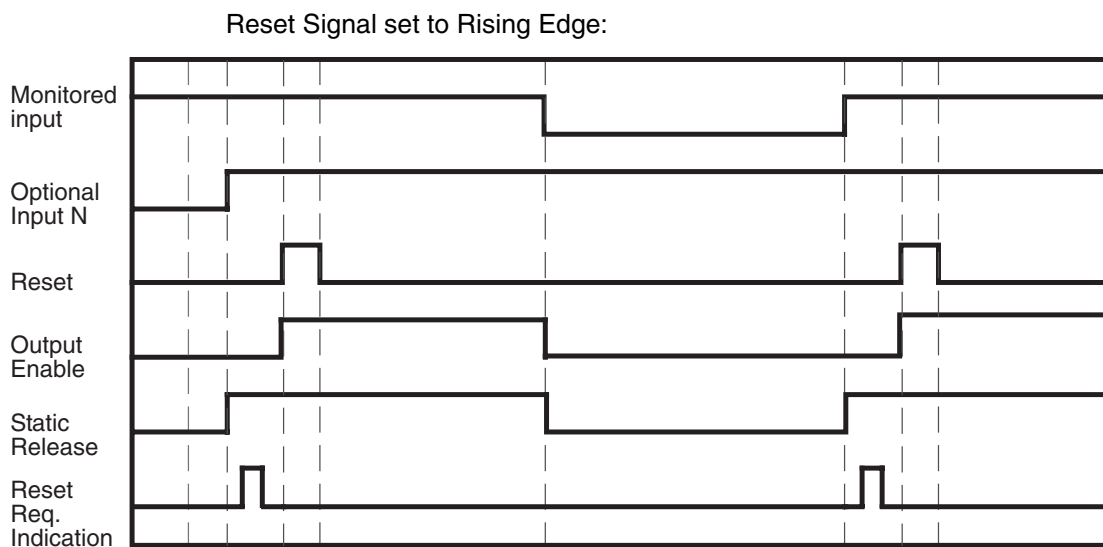 Reset Signal set to Rising Edge:
Monitored
input
Optional
Input N
Reset
Output
Enable
Static
Release
Reset
Req.
Indication